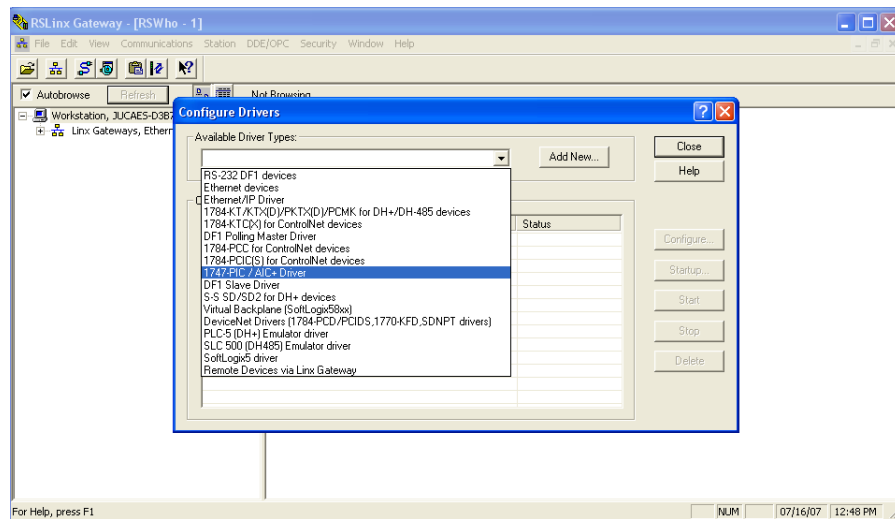 RSLinx Gateway - [RSWho - 1]
File Edit View Communications Station DDE/OPC Security Window Help
Autobrowse Refresh Not Browsing
Workstation, JUCAES-D3B7
Linx Gateways, Ethern
Configure Drivers
Available Driver Types:
Add New...
Close
Help
RS-232 DF1 devices
Ethernet devices
Ethernet/IP Driver
1784-KT/KTX(D)/PKTX(D)/PCMK for DH+/DH-485 devices
1784-KTC(X) for ControlNet devices
DF1 Polling Master Driver
1784-PCC for ControlNet devices
1784-PCIC(S) for ControlNet devices
1747-PIC / AIC+ Driver
DF1 Slave Driver
S-S SD/SD2 for DH+ devices
Virtual Backplane (SoftLogix58xx)
DeviceNet Drivers (1784-PCD/PCIDS,1770-KFD,SDNPT drivers)
PLC-5 (DH+) Emulator driver
SLC 500 (DH485) Emulator driver
SoftLogix5 driver
Remote Devices via Linx Gateway
Status
Configure...
Startup...
Start
Stop
Delete
For Help, press F1
NUM 07/16/07 12:48 PM